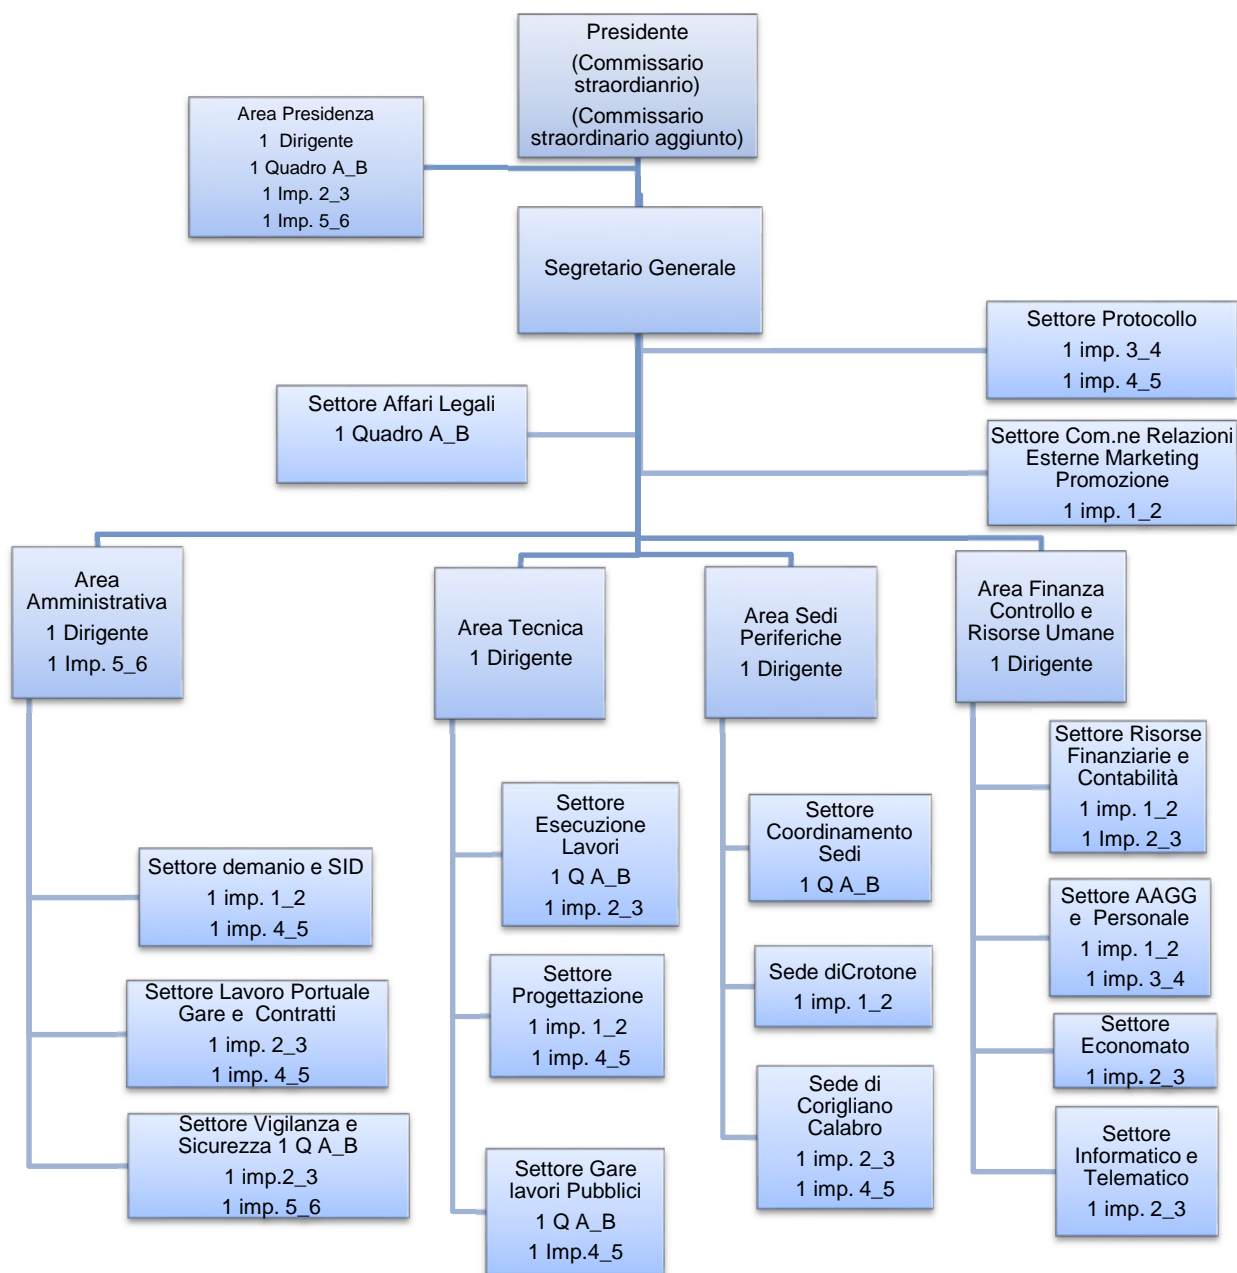 Presidente
(Commissario
straordianrio)
(Commissario
straordinario aggiunto)
Area Presidenza
1 Dirigente
1 Quadro A_B
1 Imp. 2_3
1 Imp. 5_6
Segretario Generale
Settore Protocollo
1 imp. 3_4
1 imp. 4_5
Settore Affari Legali
1 Quadro A_B
Settore Com.ne Relazioni
Esterne Marketing
Promozione
1 imp. 1_2
Area
Amministrativa
1 Dirigente
1 Imp. 5_6
Area Tecnica
1 Dirigente
Area Sedi
Periferiche
1 Dirigente
Area Finanza
Controllo e
Risorse Umane
1 Dirigente
Settore demanio e SID
1 imp. 1_2
1 imp. 4_5
Settore Lavoro Portuale
Gare e Contratti
1 imp. 2_3
1 imp. 4_5
Settore Vigilanza e
Sicurezza 1 Q A_B
1 imp.2_3
1 imp. 5_6
Settore
Esecuzione
Lavori
1 Q A_B
1 imp. 2_3
Settore
Progettazione
1 imp. 1_2
1 imp. 4_5
Settore Gare
lavori Pubblici
1 Q A_B
1 Imp.4_5
Settore
Coordinamento
Sedi
1 Q A_B
Sede diCrotone
1 imp. 1_2
Sede di
Corigliano
Calabro
1 imp. 2_3
1 imp. 4_5
Settore Risorse
Finanziarie e
Contabilità
1 imp. 1_2
1 Imp. 2_3
Settore AAGG
e Personale
1 imp. 1_2
1 imp. 3_4
Settore
Economato
1 imp. 2_3
Settore
Informatico e
Telematico
1 imp. 2_3